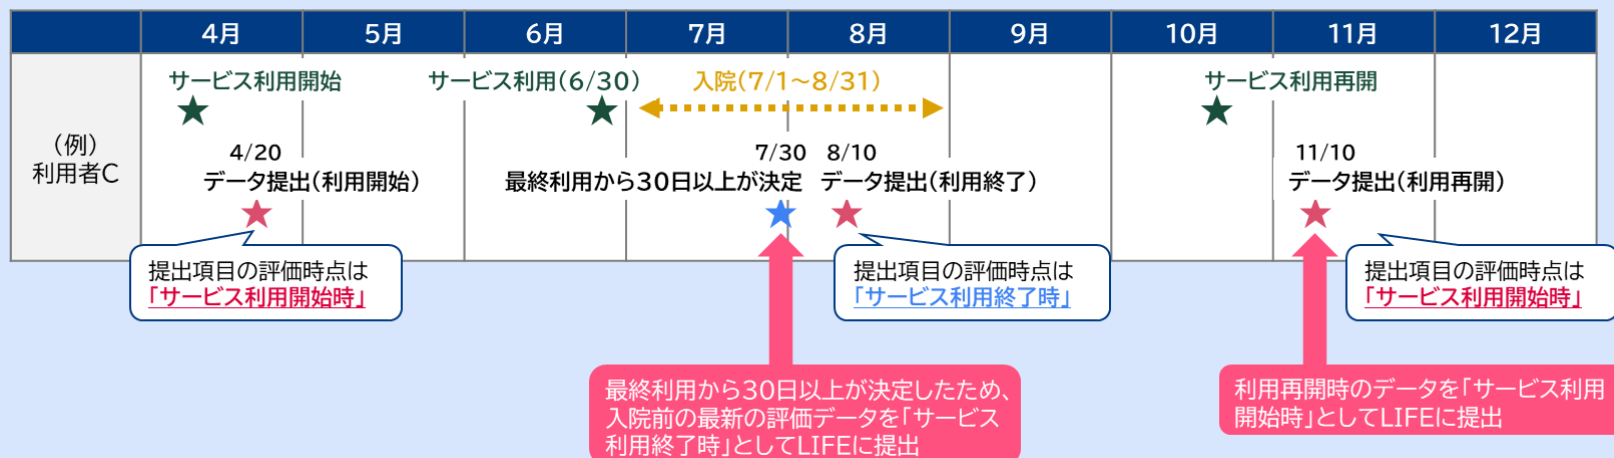 4月 5月 6月 7月 8月 9月 10月 11月 12月
(例)
利用者C
サービス利用開始
サービス利用(6/30)
入院(7/1~8/31)
サービス利用再開
4/20
データ提出(利用開始)
7/30
最終利用から30日以上が決定
8/10
データ提出(利用終了)
11/10
データ提出(利用再開)
提出項目の評価時点は
「サービス利用開始時」
提出項目の評価時点は
「サービス利用終了時」
提出項目の評価時点は
「サービス利用開始時」
最終利用から30日以上が決定したため、
入院前の最新の評価データを「サービス
利用終了時」としてLIFEに提出
利用再開時のデータを「サービス利用
開始時」としてLIFEに提出